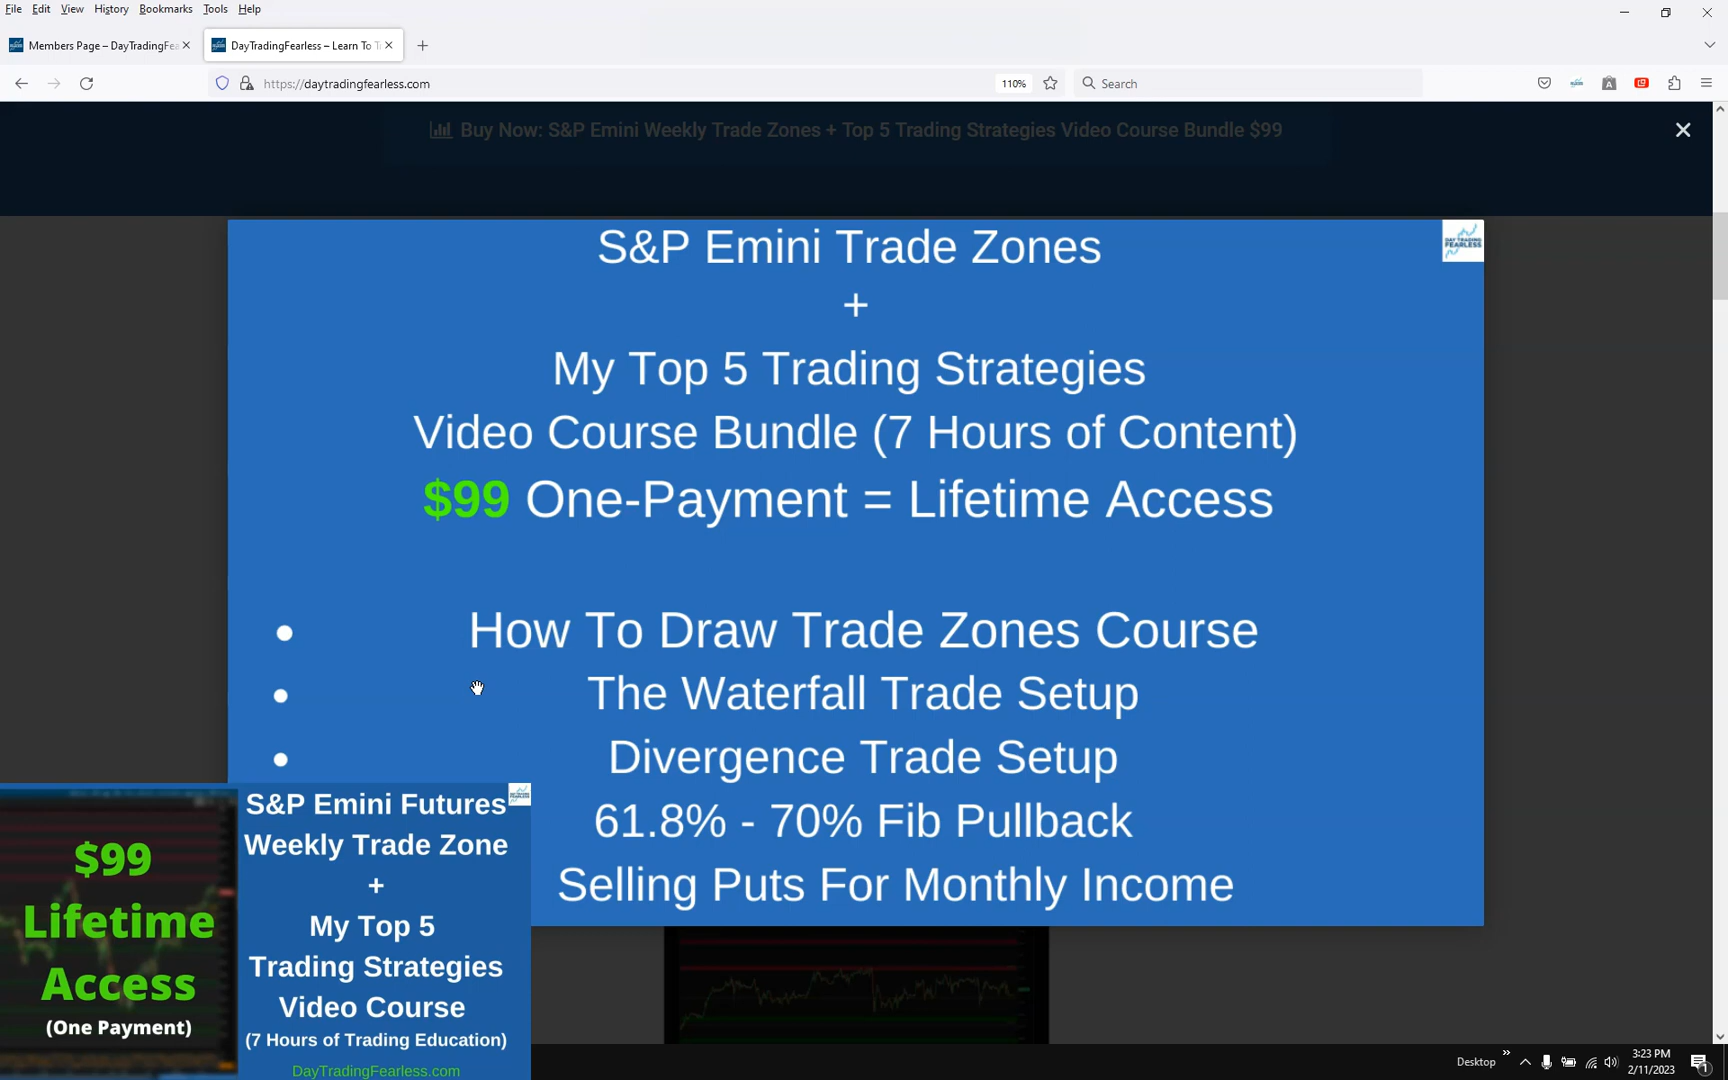 File Edit View History Bookmarks Tools Help
Members Page – DayTradingFea
DayTradingFearless – Learn To T
https://daytradingfearless.com
110%
Search
Buy Now: S&P Emini Weekly Trade Zones + Top 5 Trading Strategies Video Course Bundle $99
S&P Emini Trade Zones
DAY TRADING
FEARLESS
+
My Top 5 Trading Strategies
Video Course Bundle (7 Hours of Content)
$99 One-Payment = Lifetime Access
• How To Draw Trade Zones Course
• The Waterfall Trade Setup
• Divergence Trade Setup
61.8% - 70% Fib Pullback
Selling Puts For Monthly Income
$99
Lifetime
Access
(One Payment)
S&P Emini Futures
Weekly Trade Zone
+
My Top 5
Trading Strategies
Video Course
(7 Hours of Trading Education)
DayTradingFearless.com
Desktop
3:23 PM
2/11/2023
1